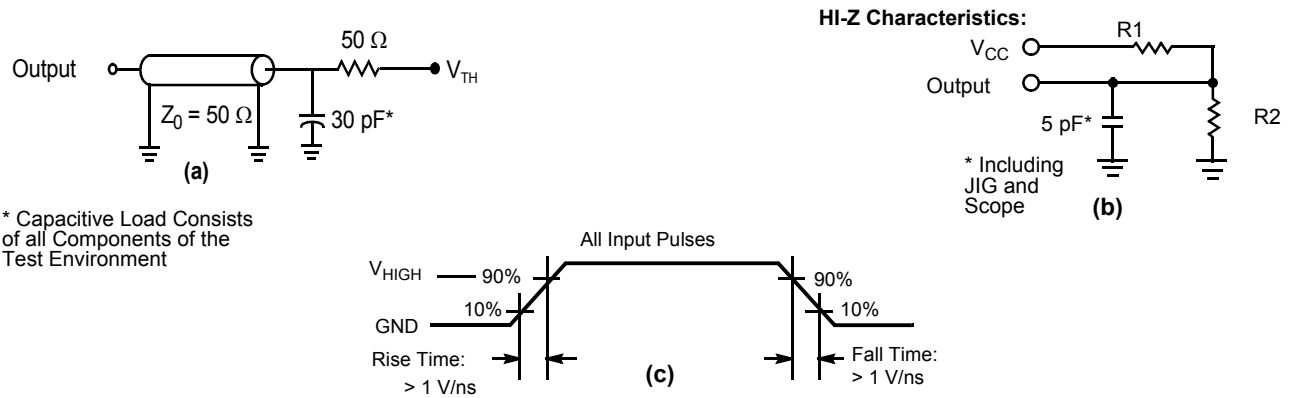 50 Ω
Output
V_TH
Z_0 = 50 Ω
30 pF*
(a)
* Capacitive Load Consists
of all Components of the
Test Environment
HI-Z Characteristics:
R1
V_CC
Output
5 pF*
R2
* Including
JIG and
Scope
(b)
All Input Pulses
V_HIGH
90%
90%
10%
10%
GND
Rise Time:
> 1 V/ns
(c)
Fall Time:
> 1 V/ns